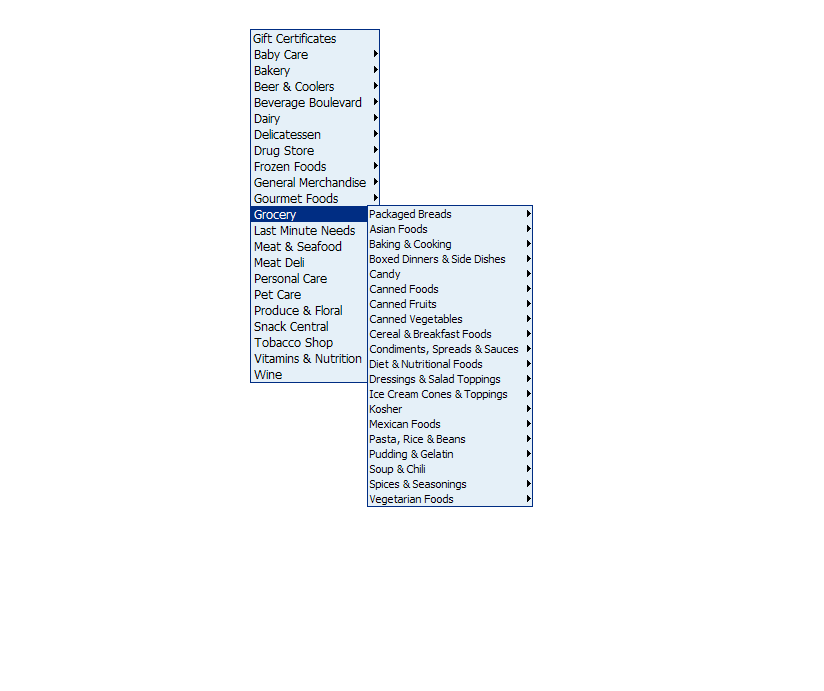 Gift Certificates
Baby Care
Bakery
Beer & Coolers
Beverage Boulevard
Dairy
Delicatessen
Drug Store
Frozen Foods
General Merchandise
Gourmet Foods
Grocery
Last Minute Needs
Meat & Seafood
Meat Deli
Personal Care
Pet Care
Produce & Floral
Snack Central
Tobacco Shop
Vitamins & Nutrition
Wine
Packaged Breads
Asian Foods
Baking & Cooking
Boxed Dinners & Side Dishes
Candy
Canned Foods
Canned Fruits
Canned Vegetables
Cereal & Breakfast Foods
Condiments, Spreads & Sauces
Diet & Nutritional Foods
Dressings & Salad Toppings
Ice Cream Cones & Toppings
Kosher
Mexican Foods
Pasta, Rice & Beans
Pudding & Gelatin
Soup & Chili
Spices & Seasonings
Vegetarian Foods